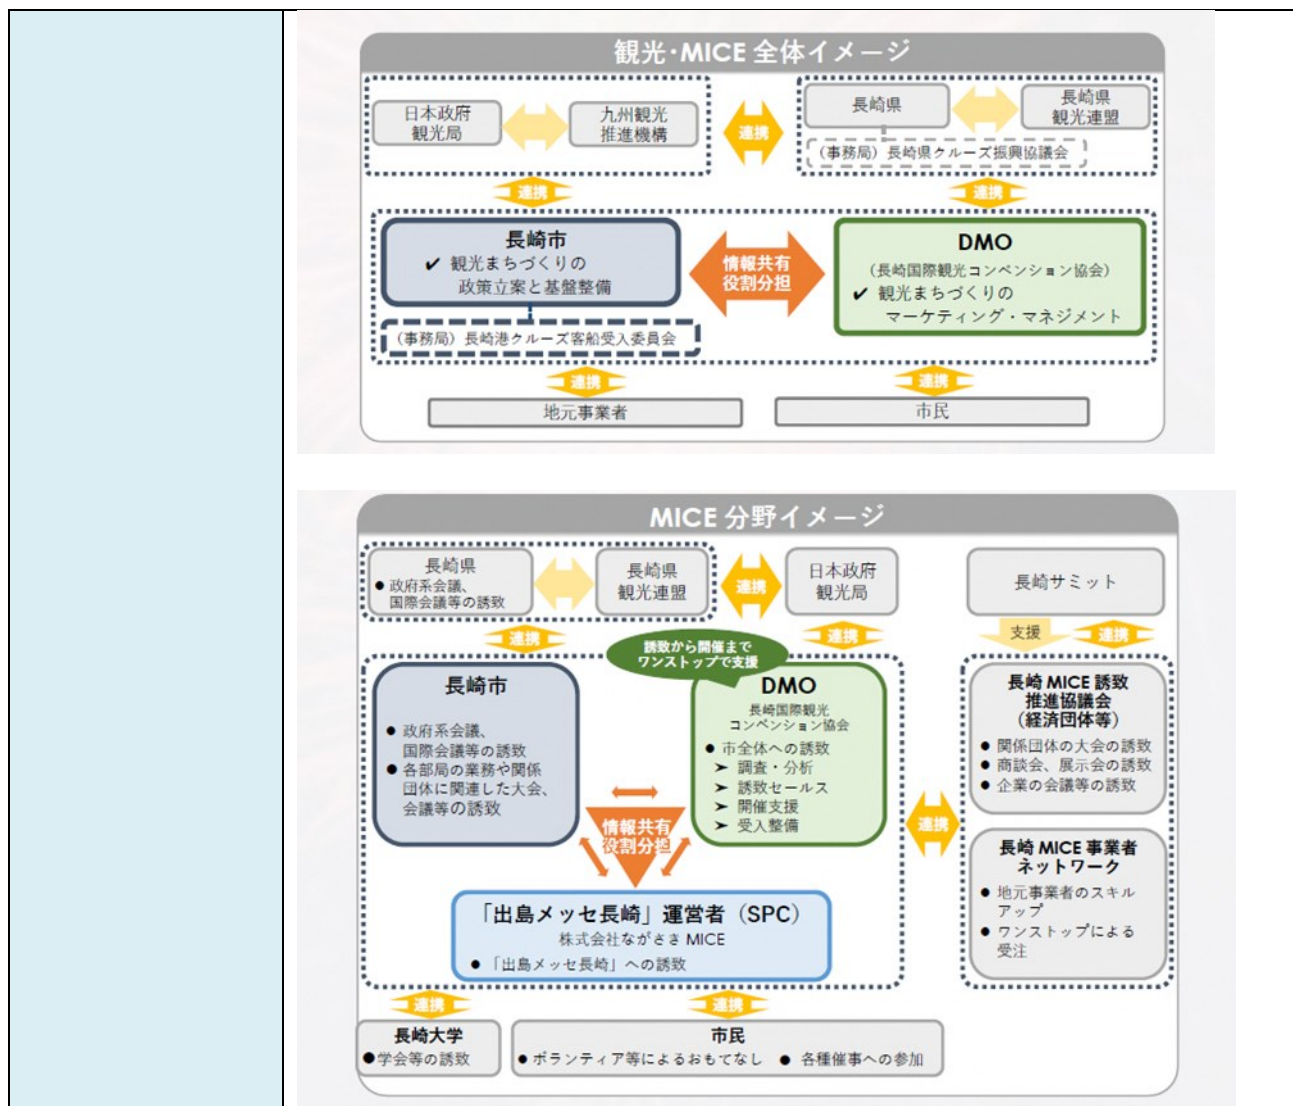 観光･MICE 全体イメージ
日本政府
観光局
九州観光
推進機構
連携
長崎県
長崎県
観光連盟
（事務局）長崎県クルーズ振興協議会
連携
連携
長崎市
✔ 観光まちづくりの
政策立案と基盤整備
（事務局）長崎港クルーズ客船受入委員会
情報共有
役割分担
DMO
（長崎国際観光コンベンション協会）
✔ 観光まちづくりの
マーケティング・マネジメント
連携
連携
地元事業者
市民
MICE 分野イメージ
長崎県
● 政府系会議、
国際会議等の誘致
長崎県
観光連盟
連携
日本政府
観光局
長崎サミット
連携
連携
支援
連携
誘致から開催まで
ワンストップで支援
長崎市
● 政府系会議、
国際会議等の誘致
● 各部局の業務や関係
団体に関連した大会、
会議等の誘致
DMO
長崎国際観光
コンベンション協会
● 市全体への誘致
➤ 調査・分析
➤ 誘致セールス
➤ 開催支援
➤ 受入整備
情報共有
役割分担
「出島メッセ長崎」運営者（SPC）
株式会社ながさき MICE
● 「出島メッセ長崎」への誘致
連携
長崎 MICE 誘致
推進協議会
（経済団体等）
● 関係団体の大会の誘致
● 商談会、展示会の誘致
● 企業の会議等の誘致
長崎 MICE 事業者
ネットワーク
● 地元事業者のスキル
アップ
● ワンストップによる
受注
連携
連携
長崎大学
●学会等の誘致
市民
● ボランティア等によるおもてなし ● 各種催事への参加